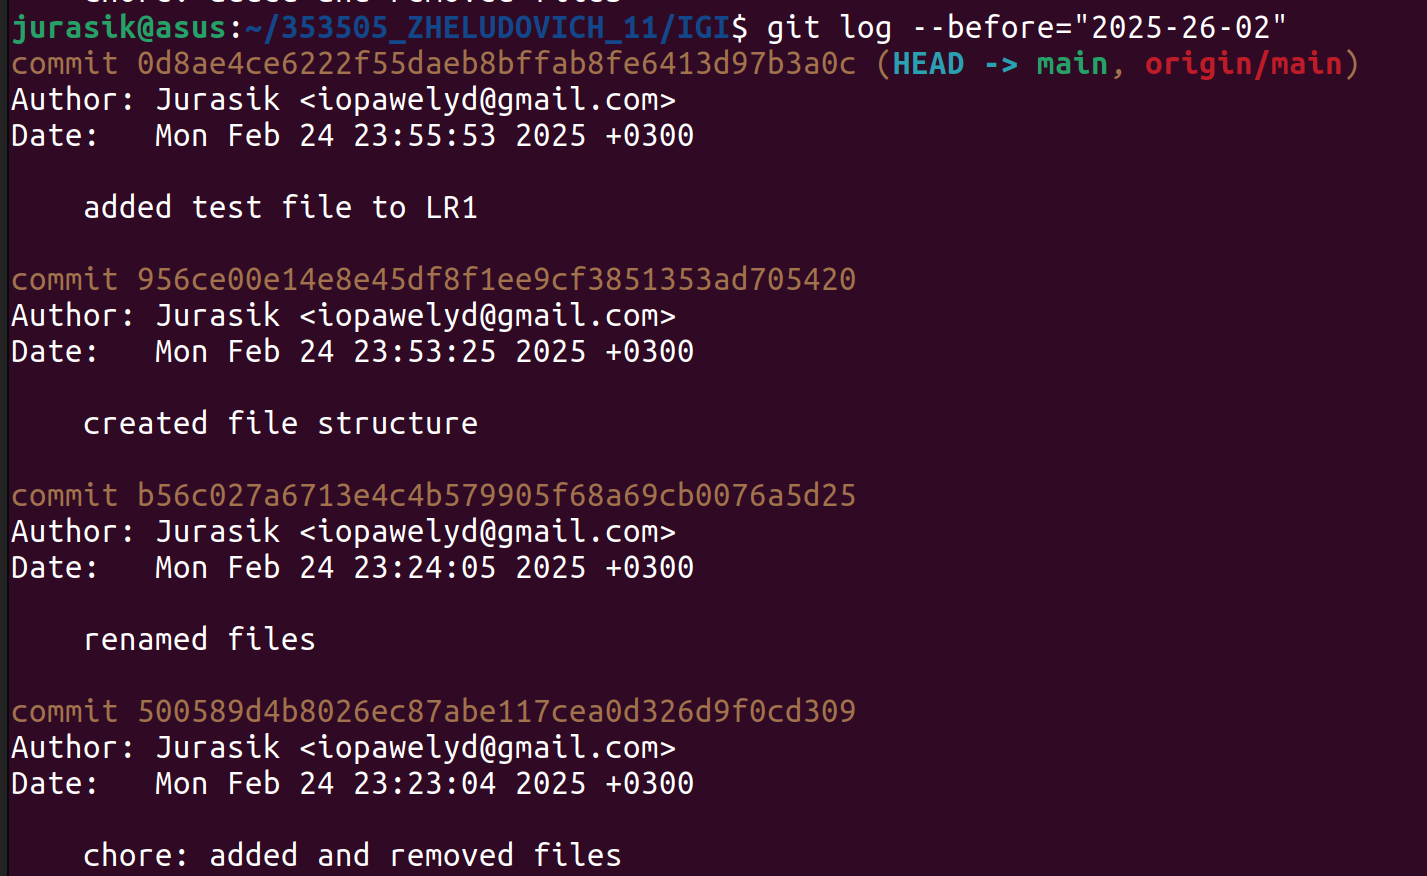 jurasik@asus:~/353505_ZHELUDOVICH_11/IGI$ git log --before="2025-26-02"
commit 0d8ae4ce6222f55daeb8bffab8fe6413d97b3a0c (HEAD -> main, origin/main)
Author: Jurasik <iopawelyd@gmail.com>
Date:   Mon Feb 24 23:55:53 2025 +0300
    added test file to LR1
commit 956ce00e14e8e45df8f1ee9cf3851353ad705420
Author: Jurasik <iopawelyd@gmail.com>
Date:   Mon Feb 24 23:53:25 2025 +0300
    created file structure
commit b56c027a6713e4c4b579905f68a69cb0076a5d25
Author: Jurasik <iopawelyd@gmail.com>
Date:   Mon Feb 24 23:24:05 2025 +0300
    renamed files
commit 500589d4b8026ec87abe117cea0d326d9f0cd309
Author: Jurasik <iopawelyd@gmail.com>
Date:   Mon Feb 24 23:23:04 2025 +0300
    chore: added and removed files